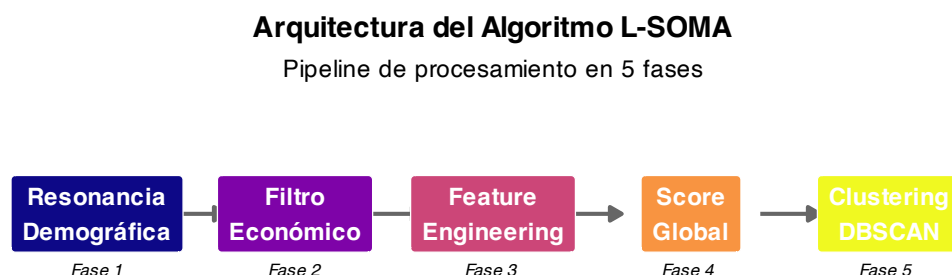 Arquitectura del Algoritmo L-SOMA
Pipeline de procesamiento en 5 fases
Resonancia
Demográfica
Filtro
Económico
Feature
Engineering
Score
Global
Clustering
DBSCAN
Fase 1
Fase 2
Fase 3
Fase 4
Fase 5